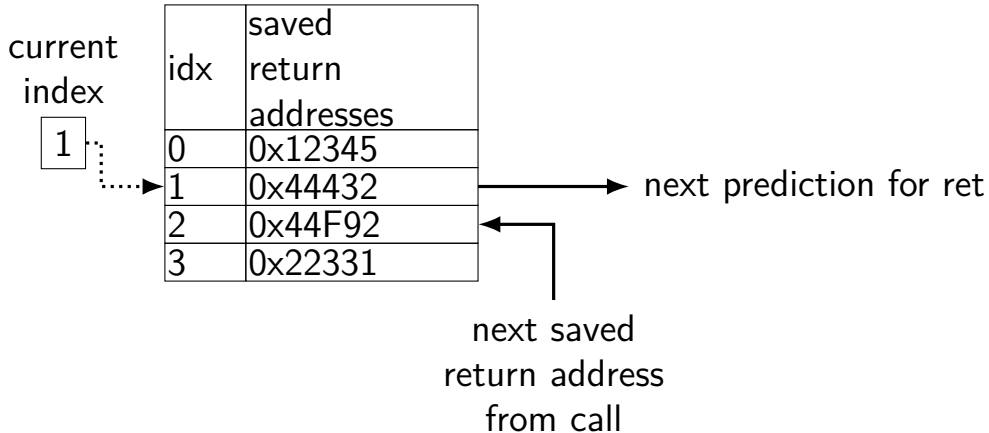 current
index
1
idx
saved
return
addresses
0 0x12345
1 0x44432
2 0x44F92
3 0x22331
next prediction for ret
next saved
return address
from call